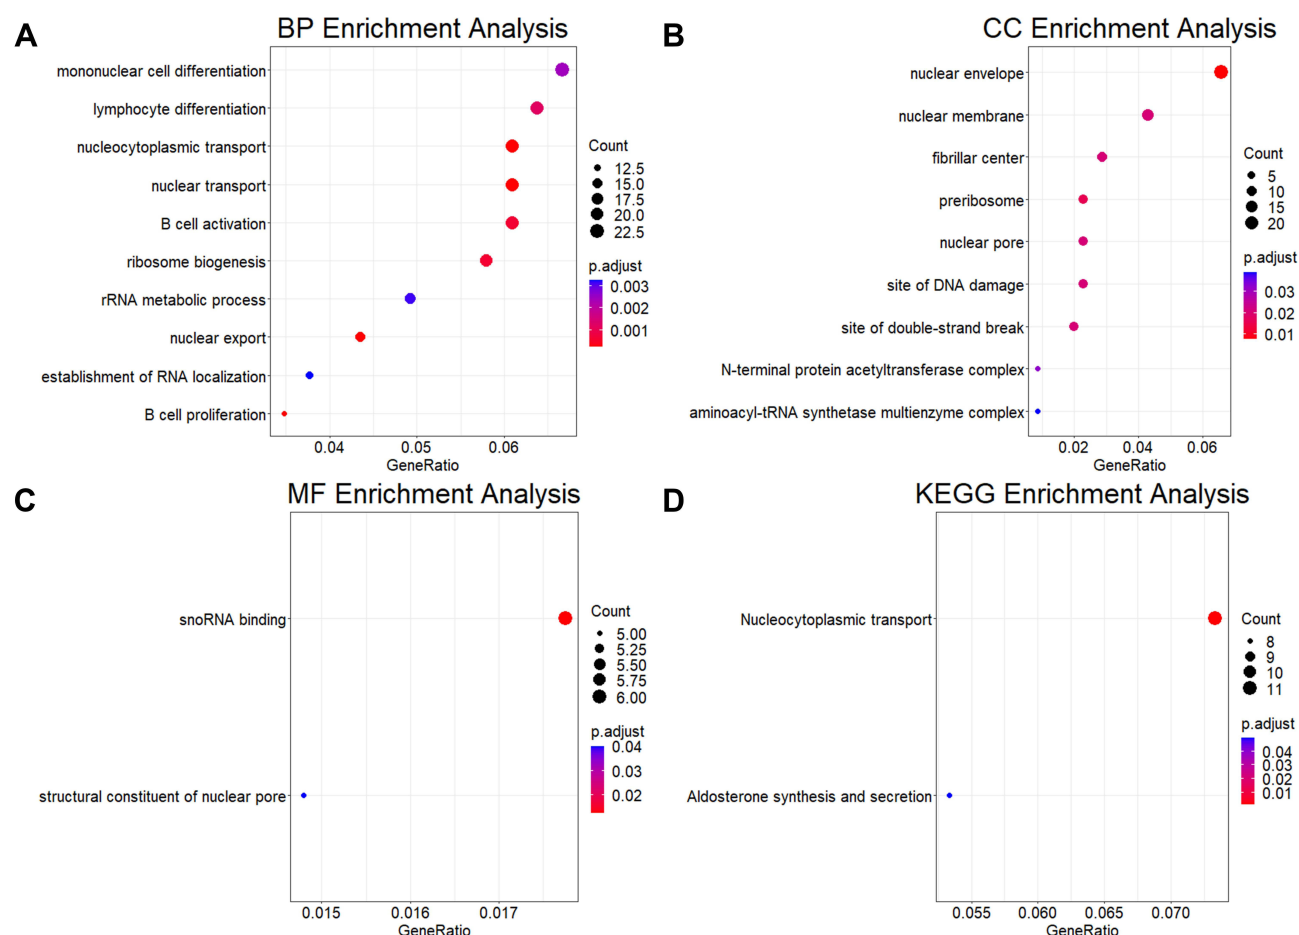 A
BP Enrichment Analysis
mononuclear cell differentiation
lymphocyte differentiation
nucleocytoplasmic transport
nuclear transport
B cell activation
ribosome biogenesis
rRNA metabolic process
nuclear export
establishment of RNA localization
B cell proliferation
0.04 0.05 0.06
GeneRatio
Count
12.5
15.0
17.5
20.0
22.5
p.adjust
0.003
0.002
0.001
B
CC Enrichment Analysis
nuclear envelope
nuclear membrane
fibrillar center
preribosome
nuclear pore
site of DNA damage
site of double-strand break
N-terminal protein acetyltransferase complex
aminoacyl-tRNA synthetase multienzyme complex
0.02 0.04 0.06
GeneRatio
Count
5
10
15
20
p.adjust
0.03
0.02
0.01
C
MF Enrichment Analysis
snoRNA binding
structural constituent of nuclear pore
0.015 0.016 0.017
GeneRatio
Count
5.00
5.25
5.50
5.75
6.00
p.adjust
0.04
0.03
0.02
D
KEGG Enrichment Analysis
Nucleocytoplasmic transport
Aldosterone synthesis and secretion
0.055 0.060 0.065 0.070
GeneRatio
Count
8
9
10
11
p.adjust
0.04
0.03
0.02
0.01